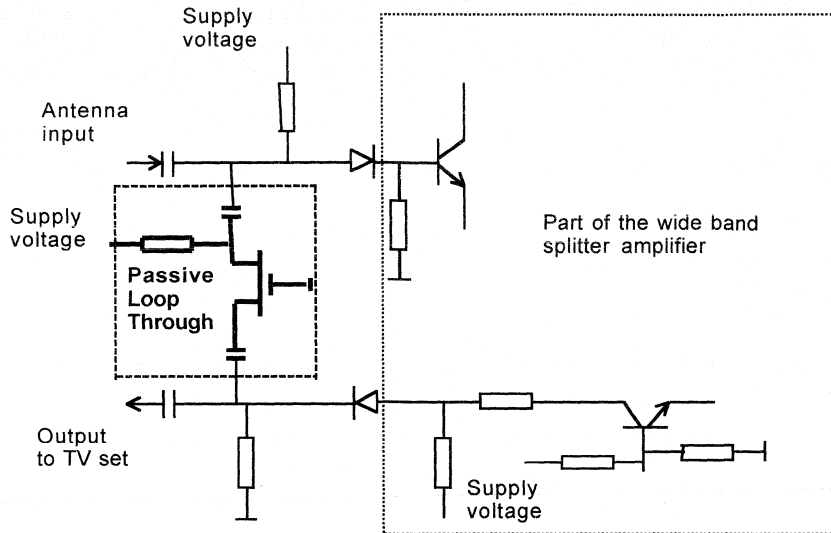 Supply
voltage
Antenna
input
Supply
voltage
Passive
Loop
Through
Part of the wide band
splitter amplifier
Output
to TV set
Supply
voltage